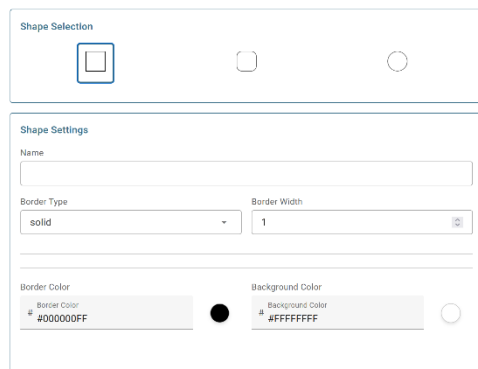 Shape Selection
Shape Settings
Name
Border Type
Border Width
solid
1
Border Color
Background Color
Border Color
# #000000FF
Background Color
# #FFFFFFFF